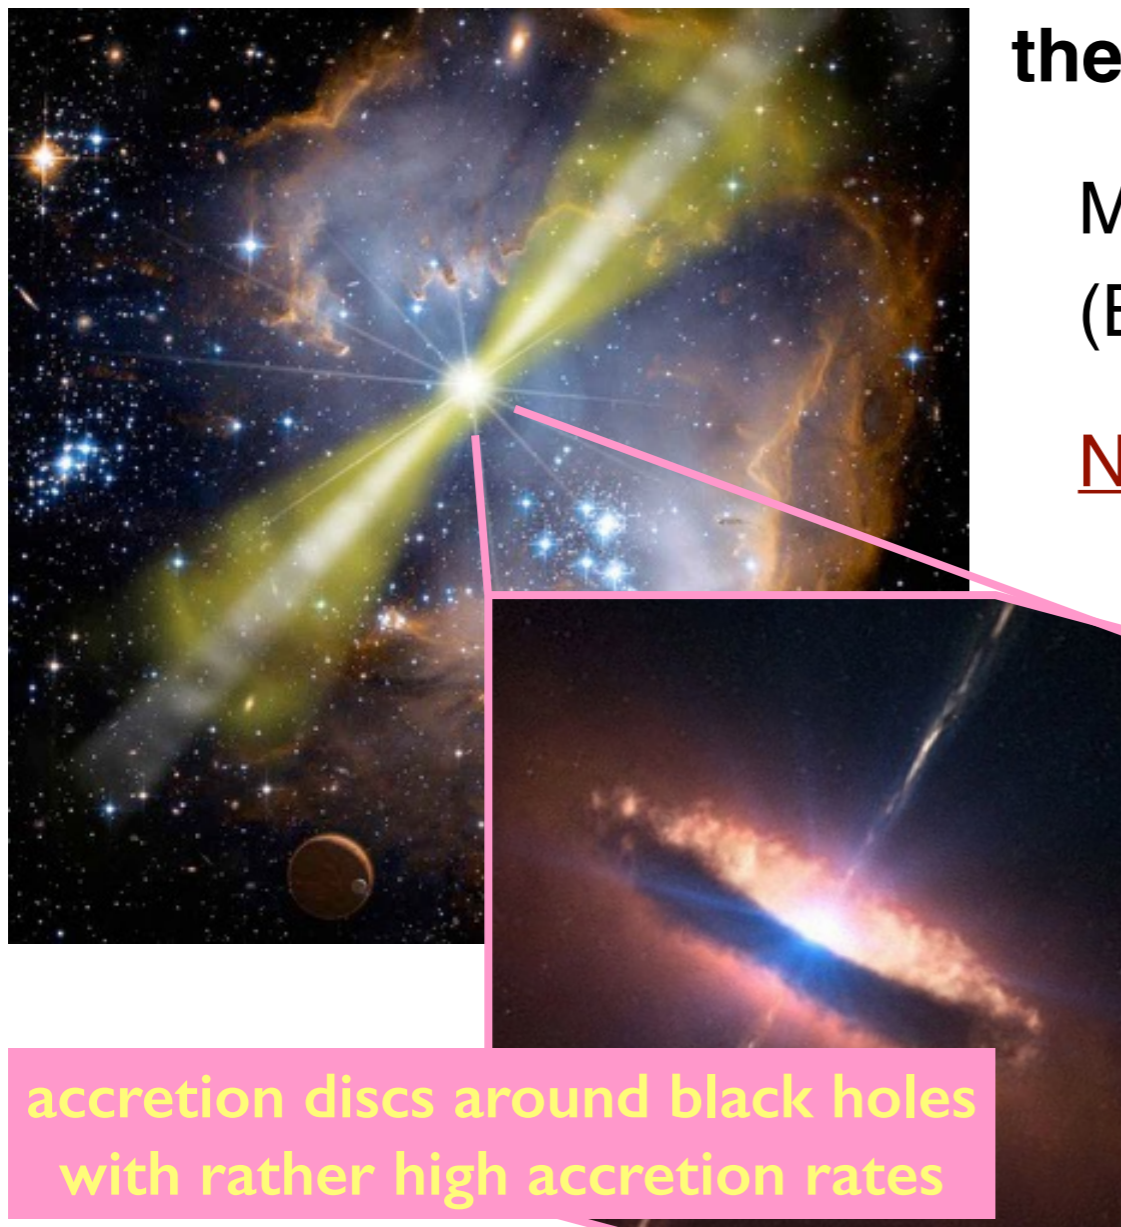 the
M
(E
N
accretion discs around black holes
with rather high accretion rates